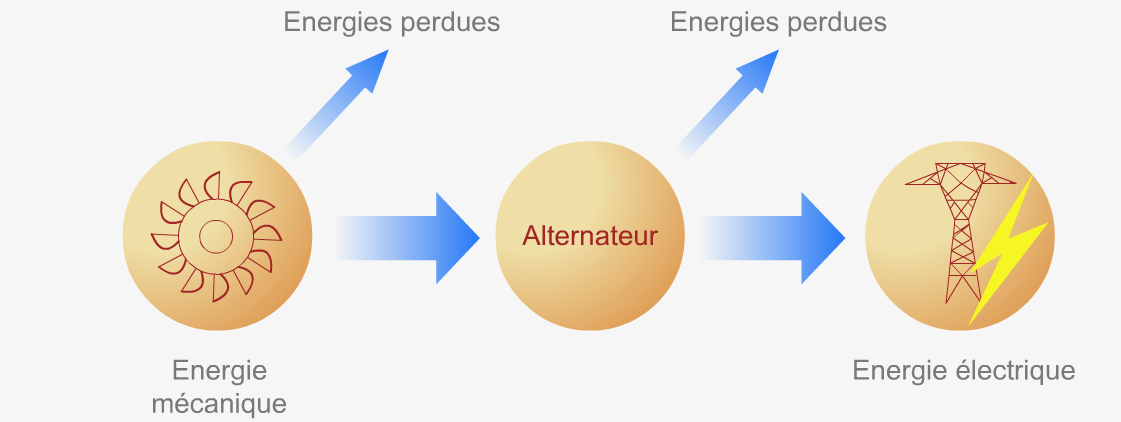 Energies perdues
Energies perdues
Alternateur
Energie
mécanique
Energie électrique